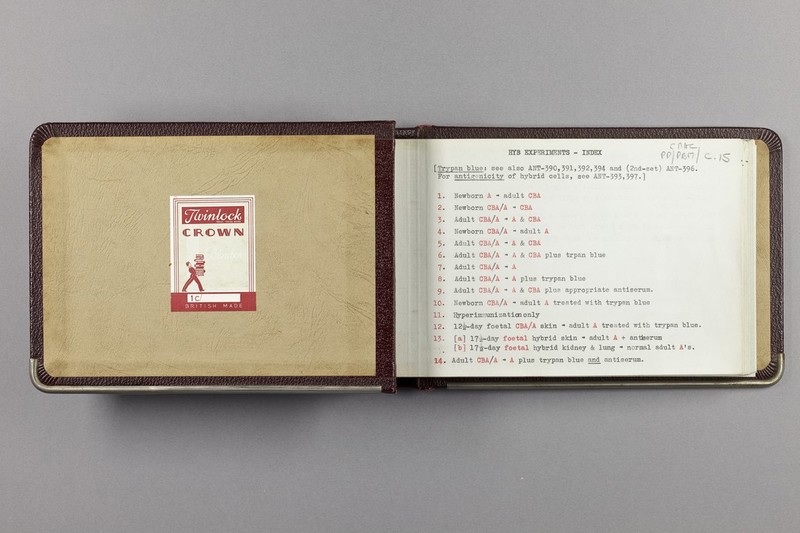 Twinlock
CROWN
1C/
BRITISH MADE
PP/PBM/ C.15
HYB EXPERIMENTS - INDEX
[Trypan blue: see also ANT-390,391,392,394 and (2nd-set) ANT-396.
For antigenicity of hybrid cells, see ANT-393,397.]
1. Newborn A - adult CBA
2. Newborn CBA/A - CBA
3. Adult CBA/A - A & CBA
4. Newborn CBA/A - adult A
5. Adult CBA/A - A & CBA
6. Adult CBA/A - A & CBA plus trpan blue
7. Adult CBA/A - A
8. Adult CBA/A - A plus trypan blue
9. Adult CBA/A - A & CBA plus appropriate antiserum.
10. Newborn CBA/A - adult A treated with trypan blue
11. Hyperimmunization only
12. 12½-day foetal CBA/A skin - adult A treated with trypan blue.
13. [a] 17½-day foetal hybrid skin - adult A + antiserum
[b] 17½-day foetal hybrid kidney & lung - normal adult A's.
14. Adult CBA/A - A plus trypan blue and antiserum.